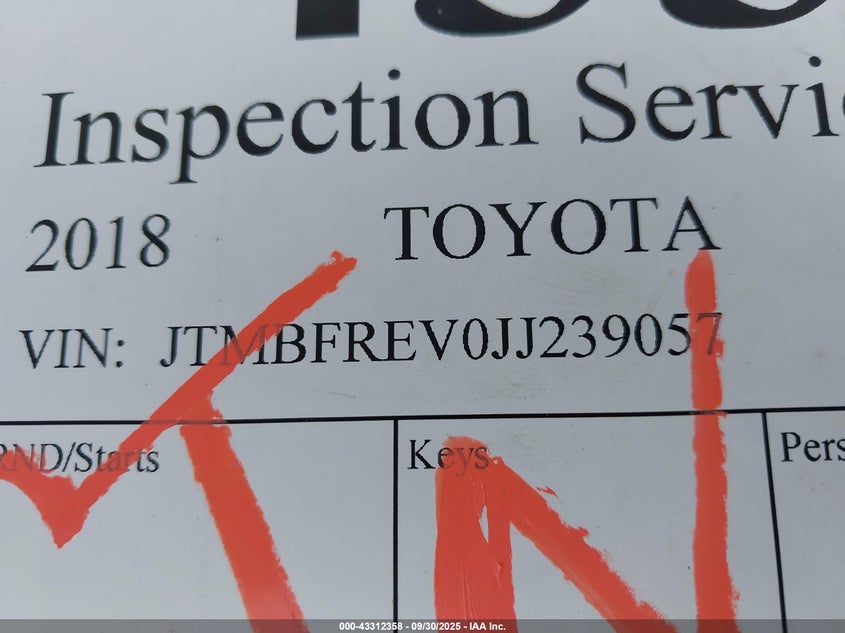 Inspection Servi
2018 TOYOTA
VIN: JTMBFREV0JJ239057
RND/Starts Keys Pers
N
000-43312358 - 09/30/2025 - IAA Inc.